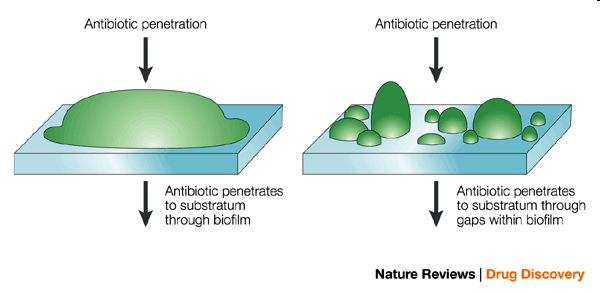 Antibiotic penetration
Antibiotic penetration
Antibiotic penetrates
to substratum
through biofilm
Antibiotic penetrates
to substratum through
gaps within biofilm
Nature Reviews | Drug Discovery